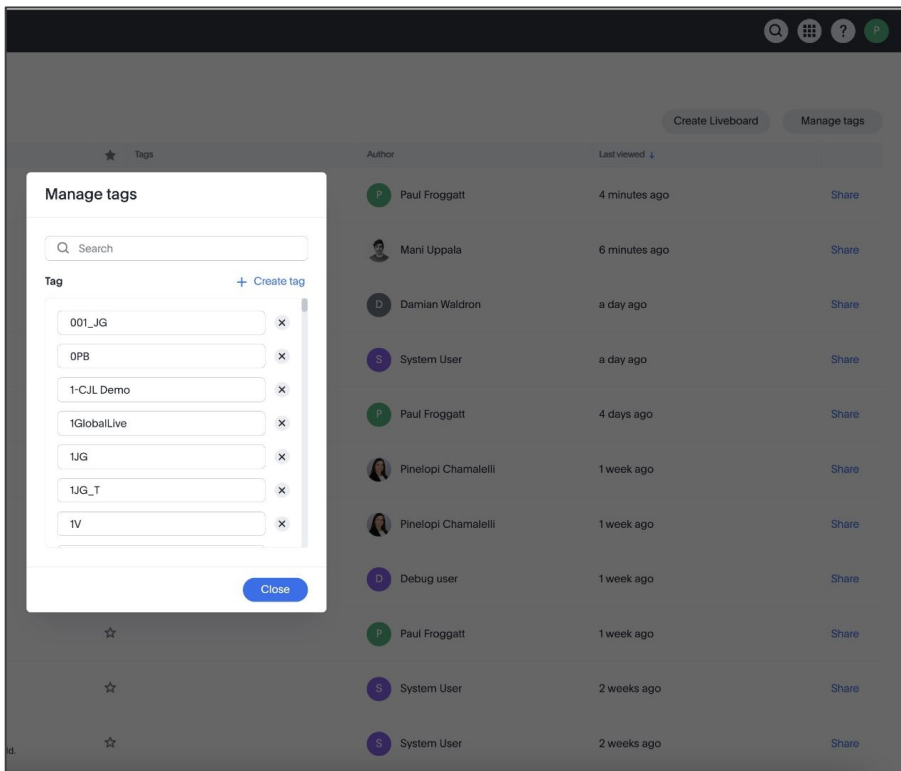 ?
P
Create Liveboard Manage tags
Tags Author Last viewed ↓
Manage tags
Search
Tag + Create tag
001_JG
0PB
1-CJL Demo
1GlobalLive
1JG
1JG_T
1V
Close
P Paul Froggatt 4 minutes ago Share
Mani Uppala 6 minutes ago Share
D Damian Waldron a day ago Share
S System User a day ago Share
P Paul Froggatt 4 days ago Share
Pinelopi Chamalelli 1 week ago Share
Pinelopi Chamalelli 1 week ago Share
D Debug user 1 week ago Share
P Paul Froggatt 1 week ago Share
S System User 2 weeks ago Share
ld. S System User 2 weeks ago Share